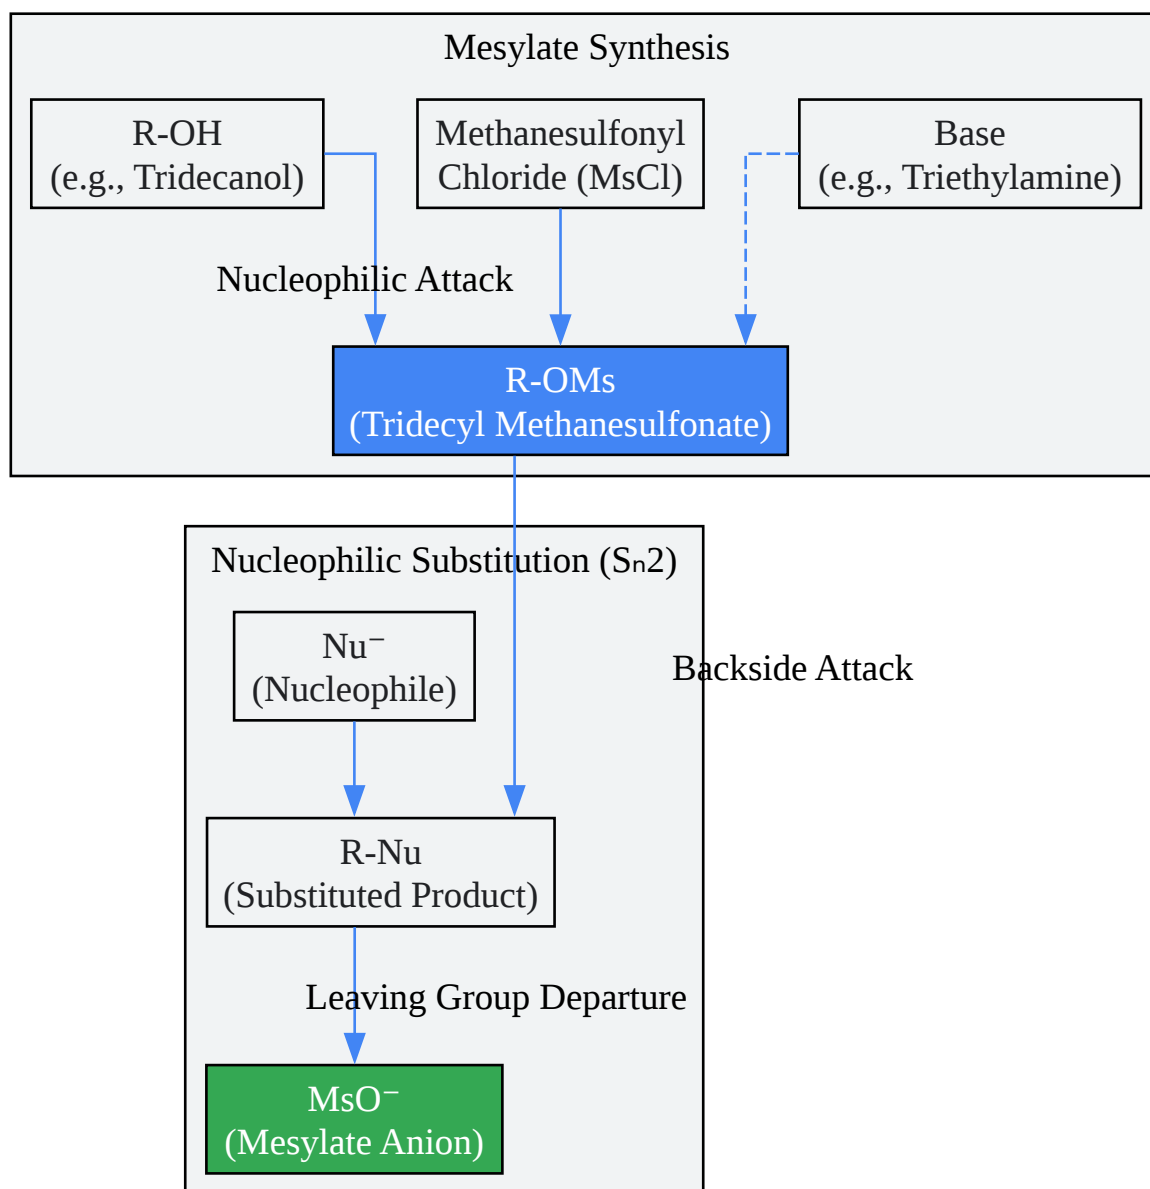 Mesylate Synthesis
R-OH
(e.g., Tridecanol)
Methanesulfonyl
Chloride (MsCl)
Base
(e.g., Triethylamine)
Nucleophilic Attack
R-OMs
(Tridecyl Methanesulfonate)
Nucleophilic Substitution (Sₙ2)
Nu⁻
(Nucleophile)
Backside Attack
R-Nu
(Substituted Product)
Leaving Group Departure
MsO⁻
(Mesylate Anion)